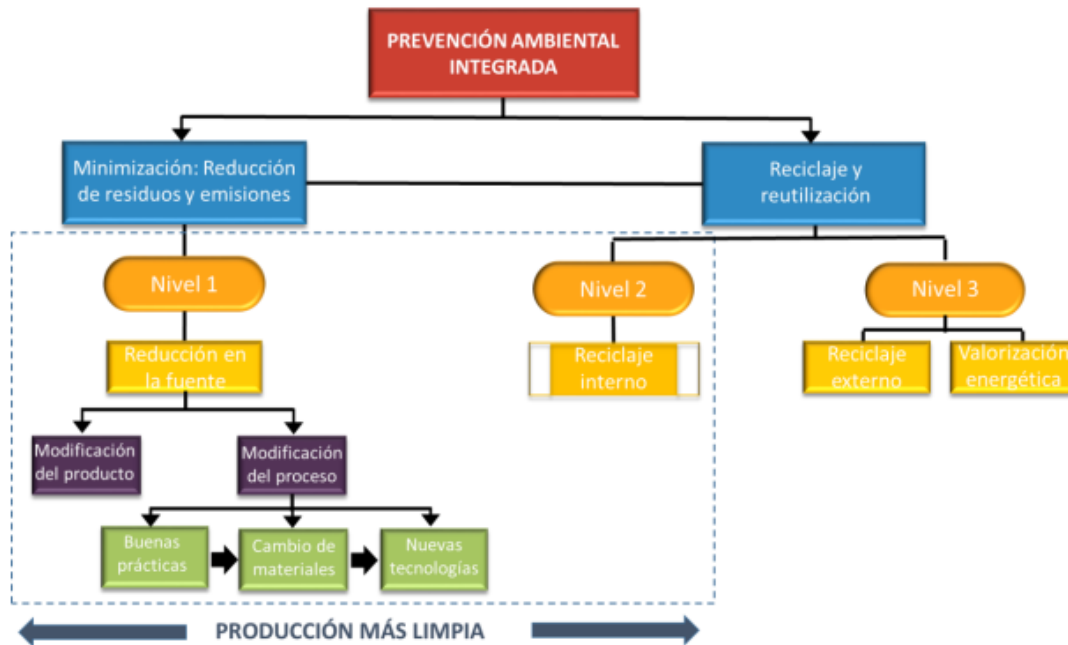 PREVENCIÓN AMBIENTAL
INTEGRADA
Minimización: Reducción
de residuos y emisiones
Reciclaje y
reutilización
Nivel 1
Nivel 2
Nivel 3
Reducción en
la fuente
Reciclaje
interno
Reciclaje
externo
Valorización
energética
Modificación
del producto
Modificación
del proceso
Buenas
prácticas
Cambio de
materiales
Nuevas
tecnologías
PRODUCCIÓN MÁS LIMPIA